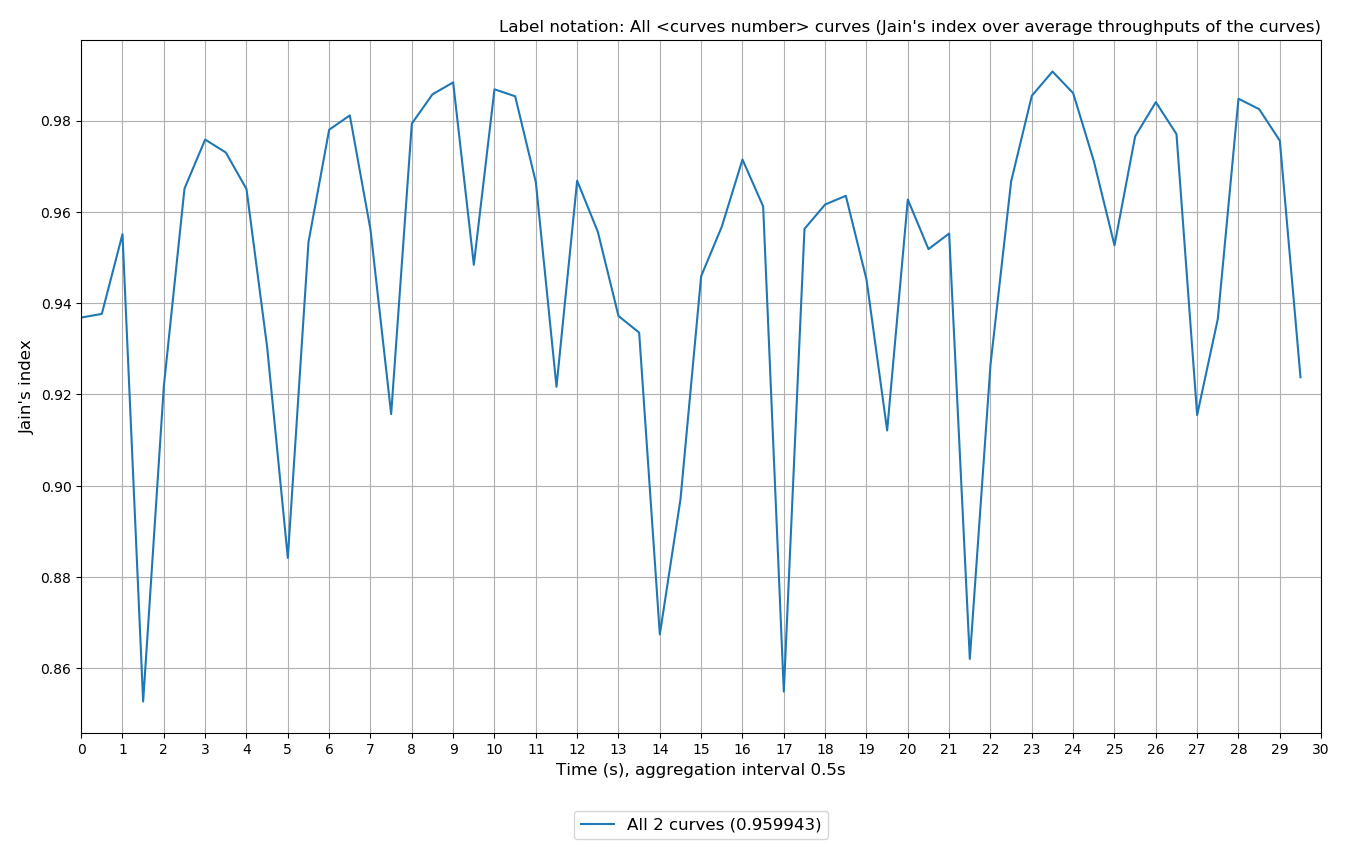 Label notation: All <curves number> curves (Jain's index over average throughputs of the curves)
Jain's index
0.98
0.96
0.94
0.92
0.90
0.88
0.86
0 1 2 3 4 5 6 7 8 9 10 11 12 13 14 15 16 17 18 19 20 21 22 23 24 25 26 27 28 29 30
Time (s), aggregation interval 0.5s
All 2 curves (0.959943)